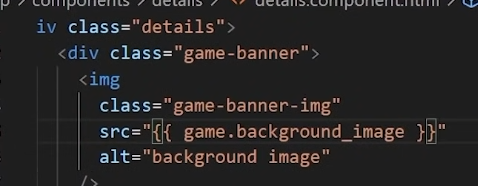 components > details > details.component.html
iv class="details">
<div class="game-banner">
<img
class="game-banner-img"
src="{{ game.background_image }}"
alt="background image"
/>